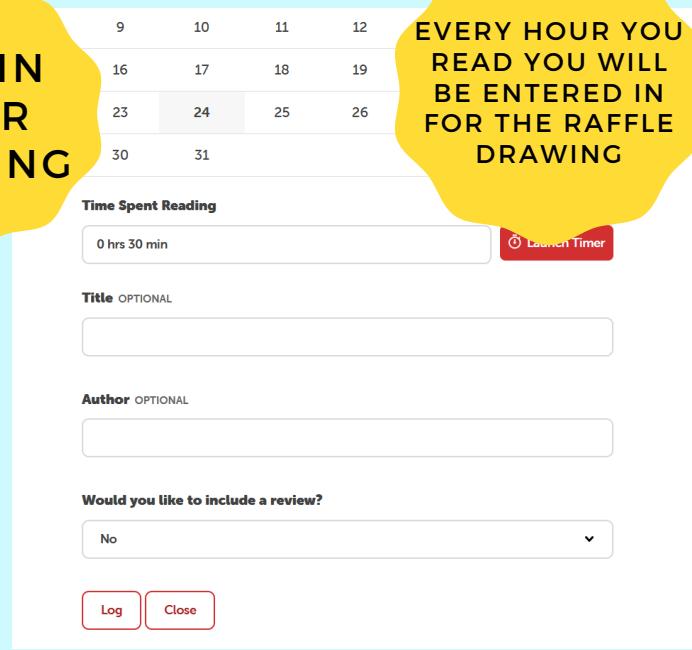 IN
R
NG
EVERY HOUR YOU
READ YOU WILL
BE ENTERED IN
FOR THE RAFFLE
DRAWING
9 10 11 12
16 17 18 19
23 24 25 26
30 31
Time Spent Reading
0 hrs 30 min
Launch Timer
Title OPTIONAL
Author OPTIONAL
Would you like to include a review?
No
Log Close